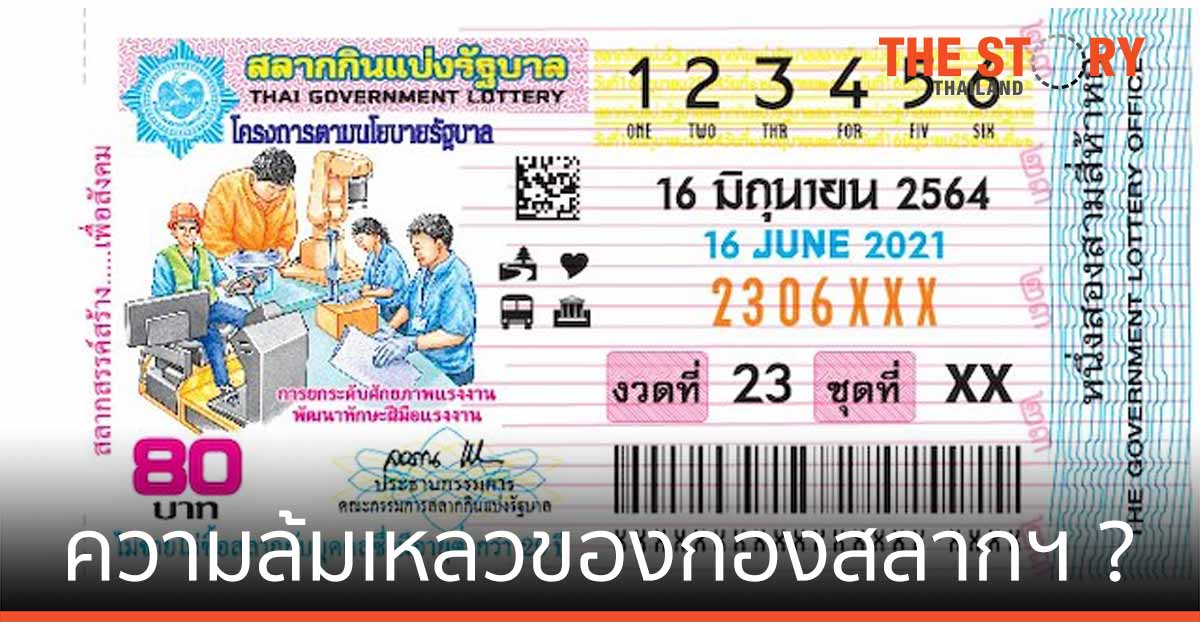 สลากกินแบ่งรัฐบาล
THAI GOVERNMENT LOTTERY
โครงการตามนโยบายรัฐบาล
1 2 3 4 5 6
ONE TWO THR FOR FIV SIX
THE STORY
THAILAND
16 มิถุนายน 2564
16 JUNE 2021
2306XXX
งวดที่ 23 ชุดที่ XX
สลากสรรค์สร้าง.....เพื่อสังคม
การยกระดับศักยภาพแรงงาน
พัฒนาทักษะฝีมือแรงงาน
80
บาท
ประธานกรรมการ
คณะกรรมการสลากกินแบ่งรัฐบาล
หนึ่งสองสามสี่ห้าหก
THE GOVERNMENT LOTTERY OFFICE
ความล้มเหลวของกองสลากฯ ?